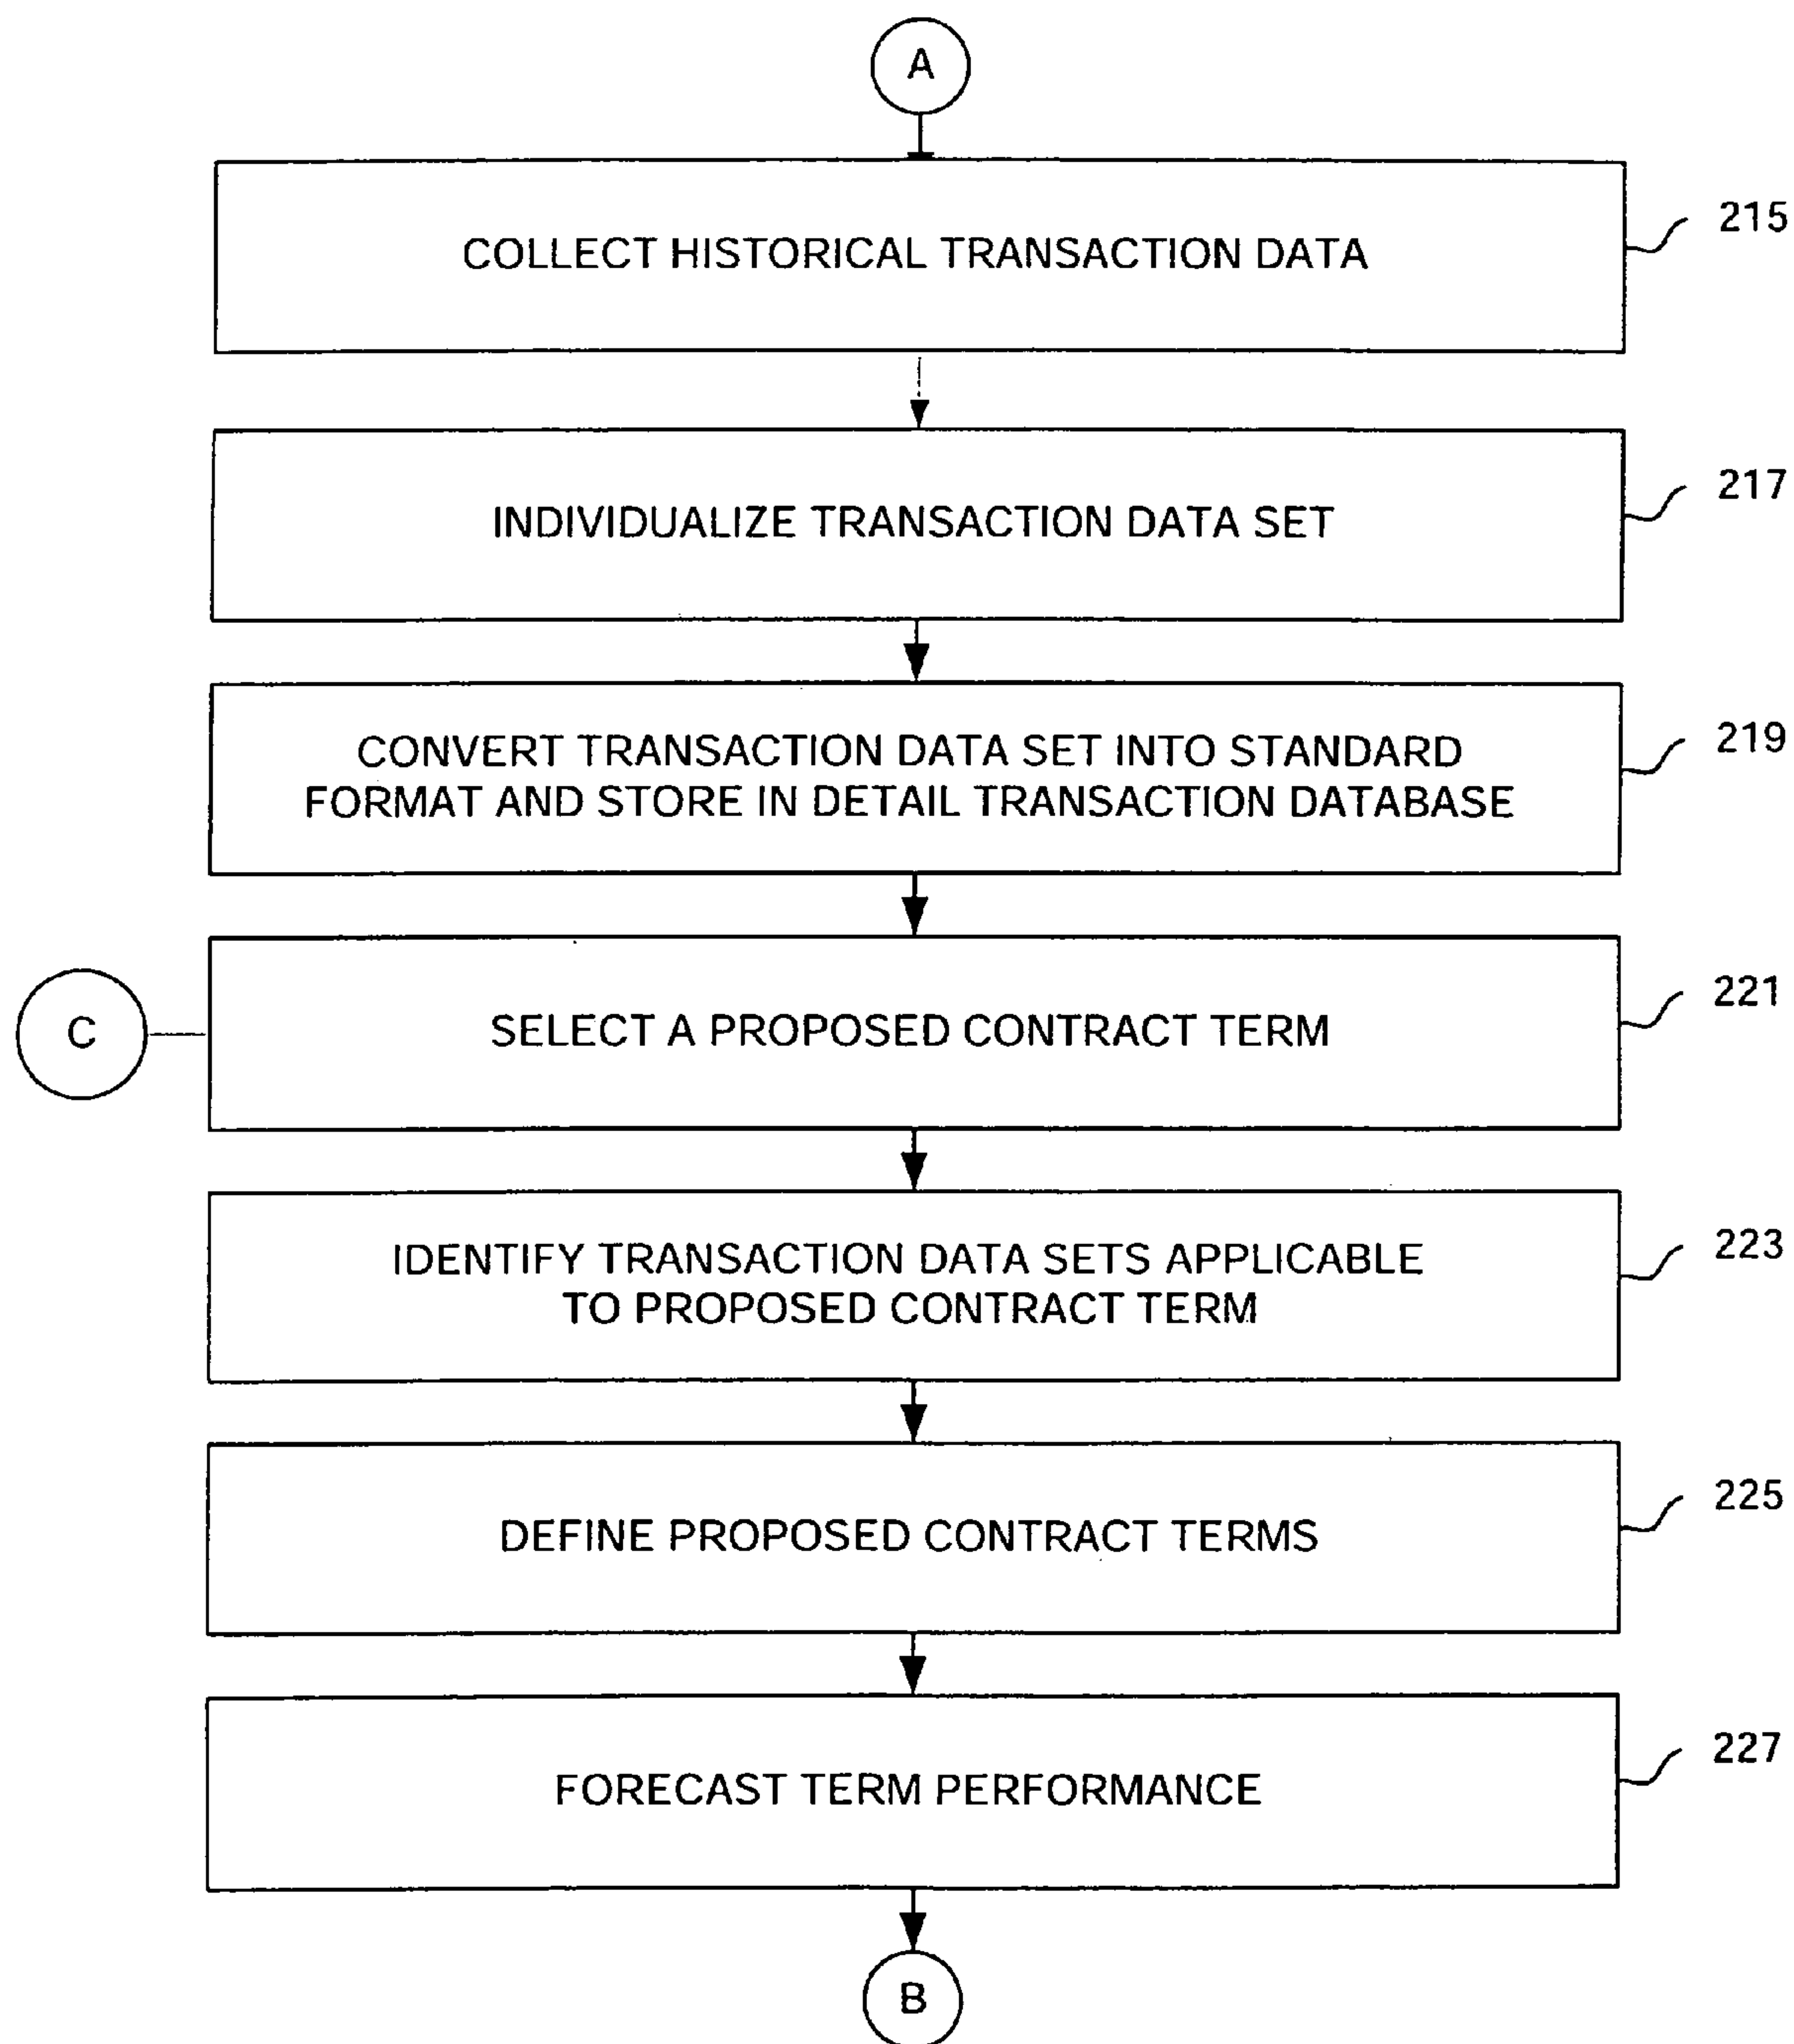 A
COLLECT HISTORICAL TRANSACTION DATA
215
INDIVIDUALIZE TRANSACTION DATA SET
217
CONVERT TRANSACTION DATA SET INTO STANDARD
FORMAT AND STORE IN DETAIL TRANSACTION DATABASE
219
C
SELECT A PROPOSED CONTRACT TERM
221
IDENTIFY TRANSACTION DATA SETS APPLICABLE
TO PROPOSED CONTRACT TERM
223
DEFINE PROPOSED CONTRACT TERMS
225
FORECAST TERM PERFORMANCE
227
B